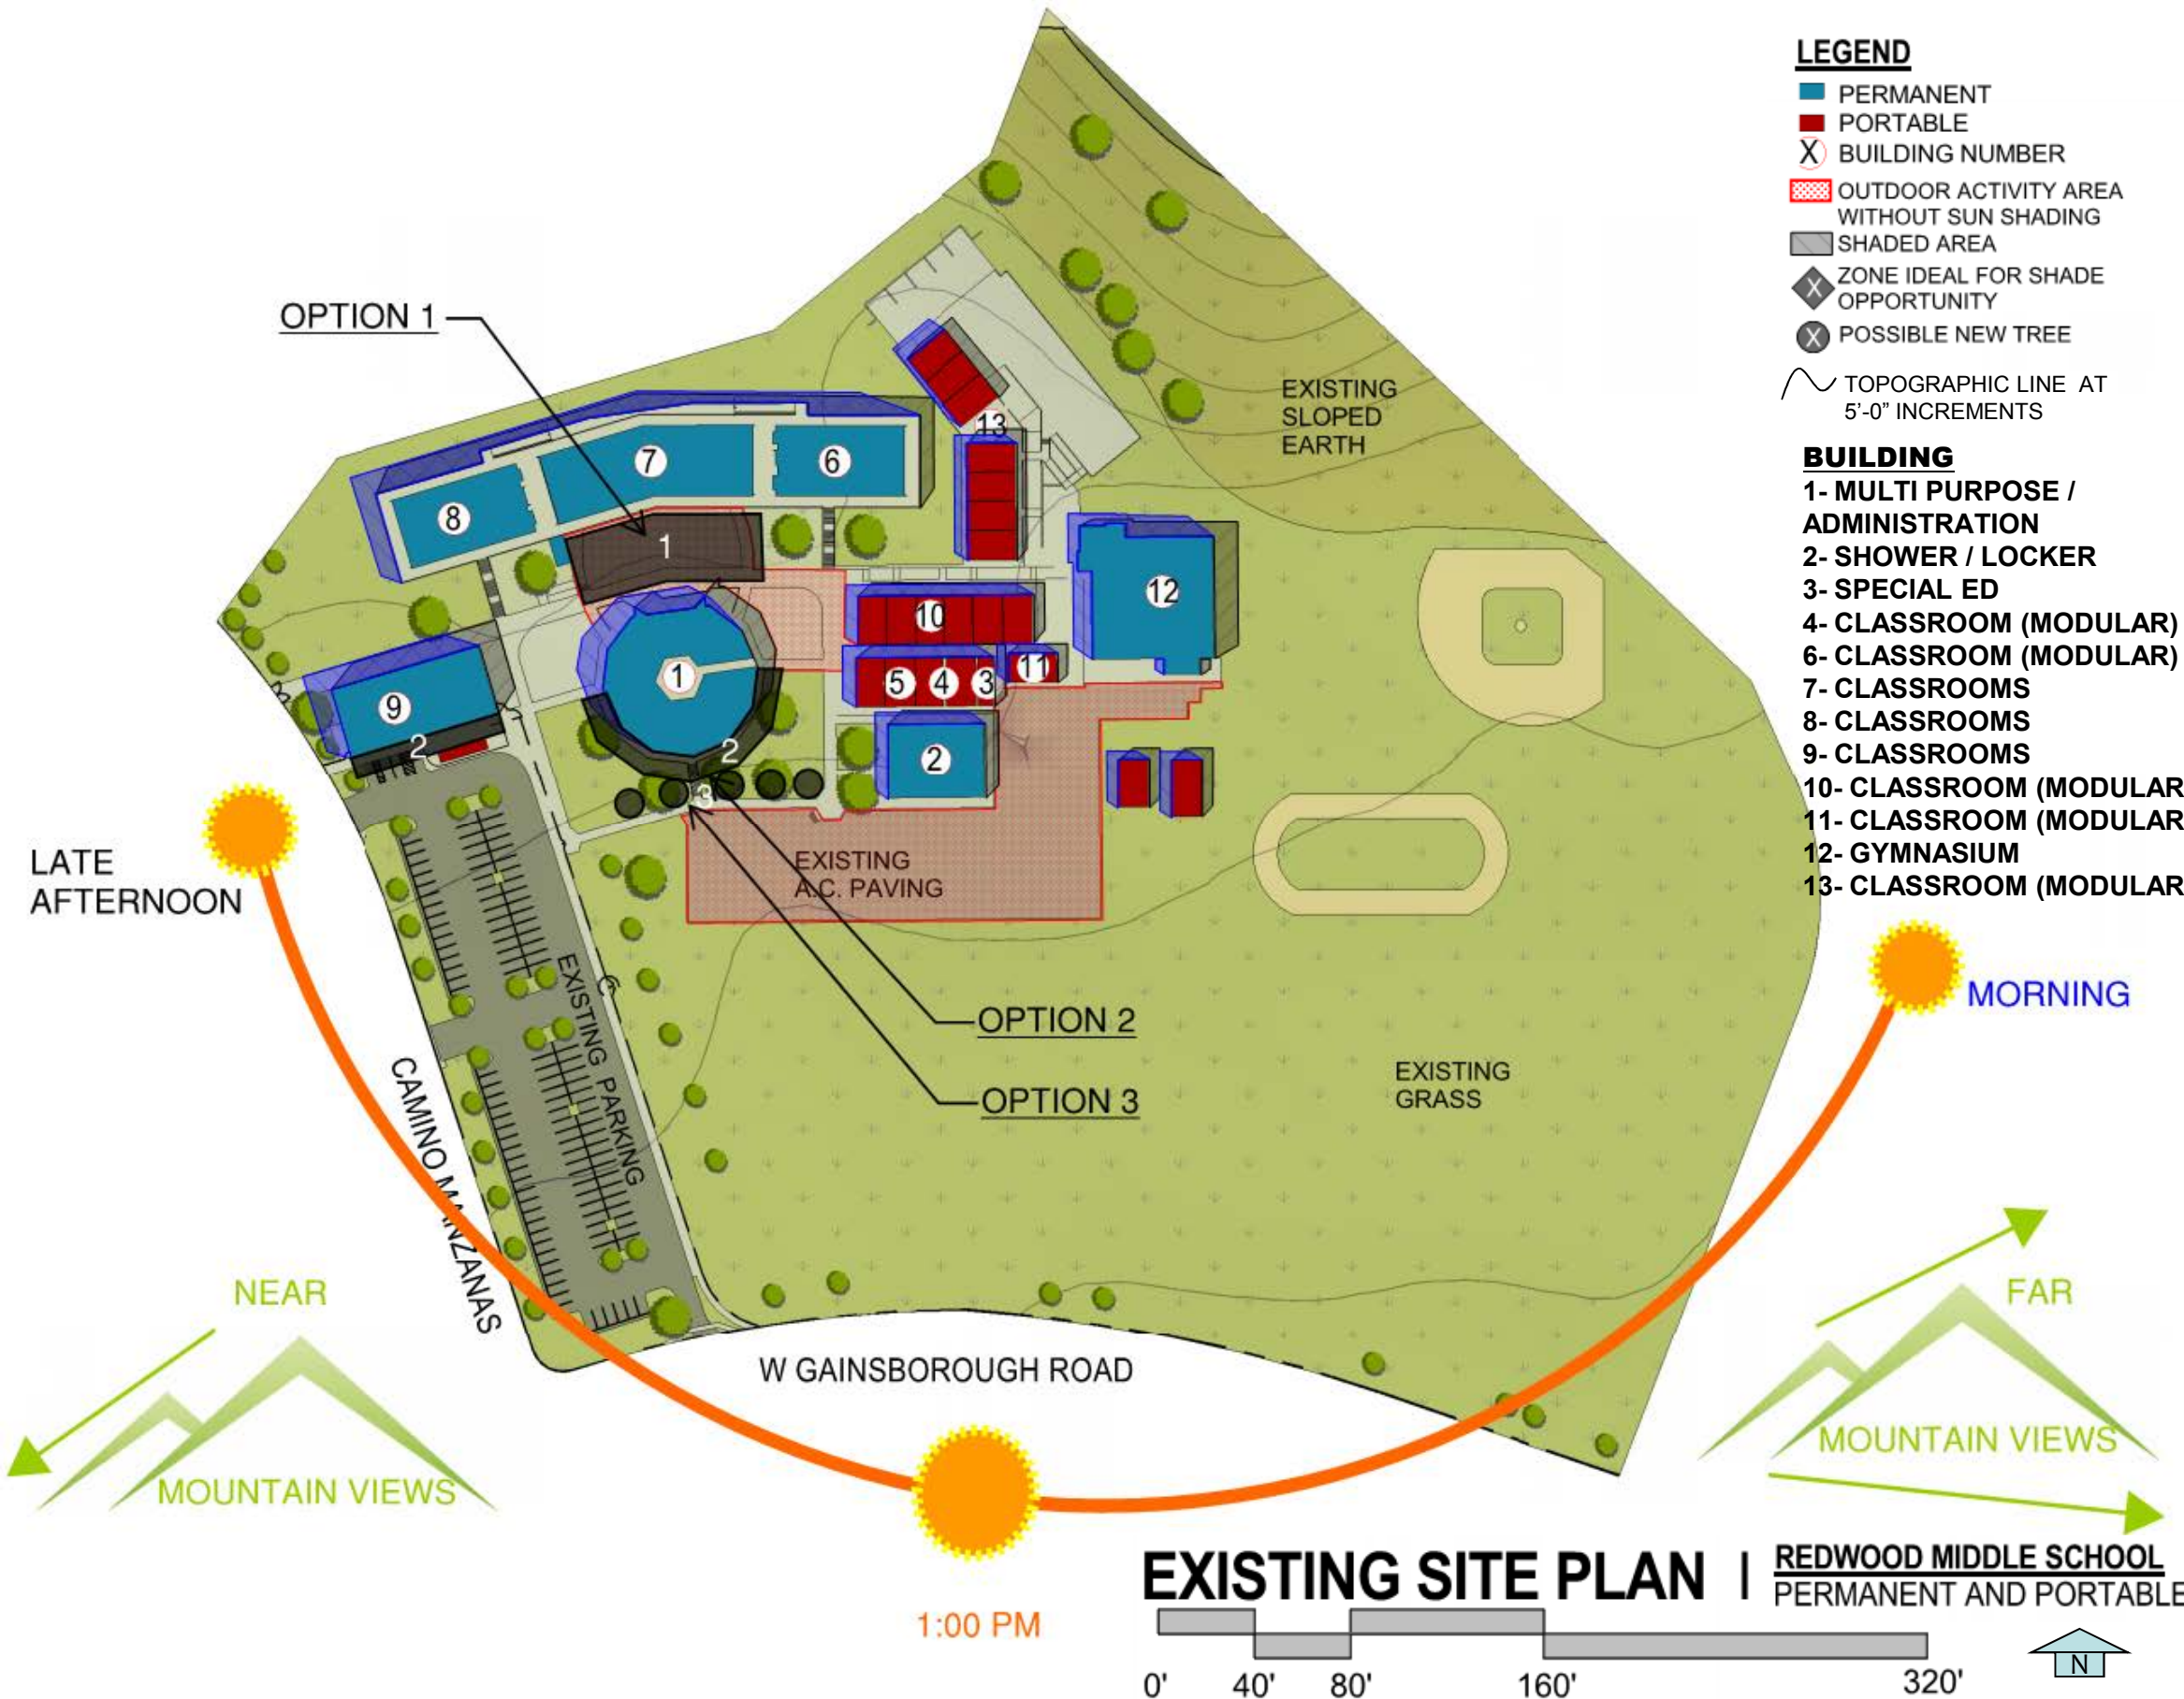 LEGEND
PERMANENT
PORTABLE
X BUILDING NUMBER
OUTDOOR ACTIVITY AREA
WITHOUT SUN SHADING
SHADED AREA
X ZONE IDEAL FOR SHADE
OPPORTUNITY
X POSSIBLE NEW TREE
TOPOGRAPHIC LINE AT
5'-0" INCREMENTS
BUILDING
1- MULTI PURPOSE /
ADMINISTRATION
2- SHOWER / LOCKER
3- SPECIAL ED
4- CLASSROOM (MODULAR)
6- CLASSROOM (MODULAR)
7- CLASSROOMS
8- CLASSROOMS
9- CLASSROOMS
10- CLASSROOM (MODULAR
11- CLASSROOM (MODULAR
12- GYMNASIUM
13- CLASSROOM (MODULAR
OPTION 1
EXISTING
SLOPED
EARTH
13
7
6
8
1
12
10
1
5
4
3
11
9
2
2
2
3
LATE
AFTERNOON
EXISTING
A.C. PAVING
MORNING
OPTION 2
OPTION 3
EXISTING PARKING
CAMINO MANZANAS
EXISTING
GRASS
NEAR
MOUNTAIN VIEWS
FAR
MOUNTAIN VIEWS
W GAINSBOROUGH ROAD
1:00 PM
EXISTING SITE PLAN |
REDWOOD MIDDLE SCHOOL
PERMANENT AND PORTABLE
0' 40' 80' 160' 320'
N